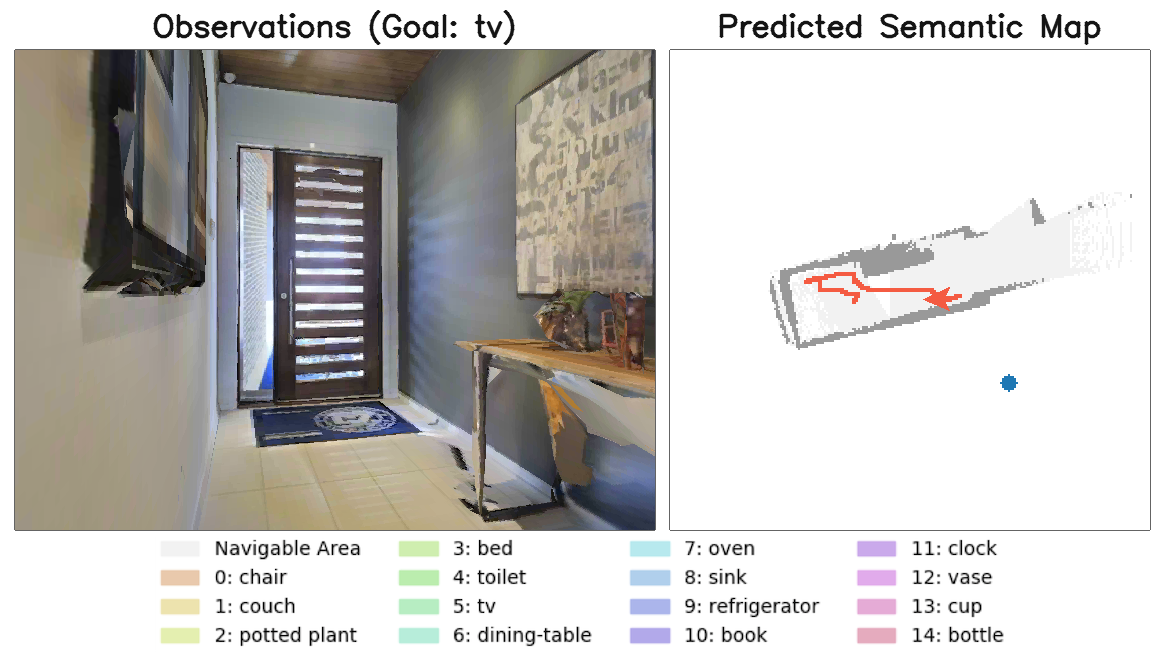 Observations (Goal: tv)
Predicted Semantic Map
Navigable Area
0: chair
1: couch
2: potted plant
3: bed
4: toilet
5: tv
6: dining-table
7: oven
8: sink
9: refrigerator
10: book
11: clock
12: vase
13: cup
14: bottle